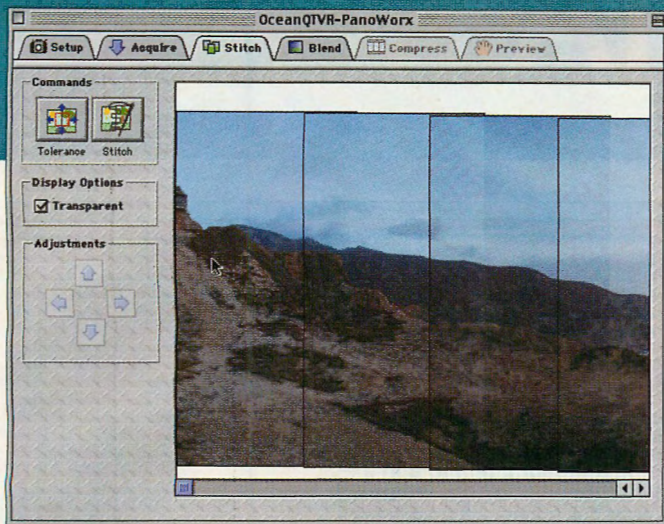 OceanQTVR-PanoWorx
Setup Acquire Stitch Blend Compress Preview
Commands
Tolerance Stitch
Display Options
Transparent
Adjustments